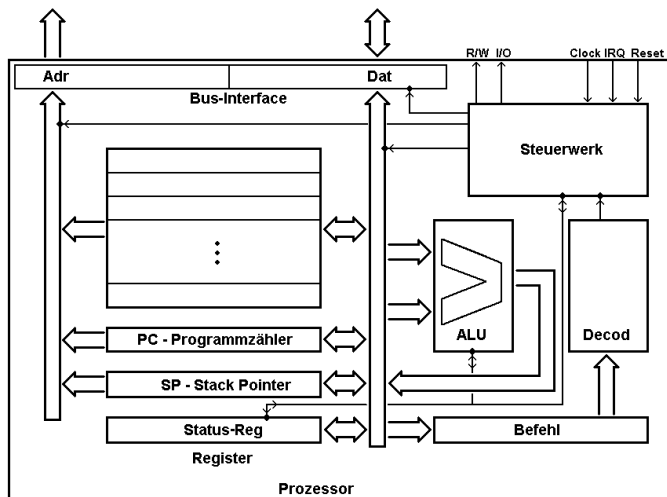 R/W I/O Clock IRQ Reset
Adr Dat
Bus-Interface
Steuerwerk
PC - Programmzähler
ALU
Decod
SP - Stack Pointer
Status-Reg
Befehl
Register
Prozessor